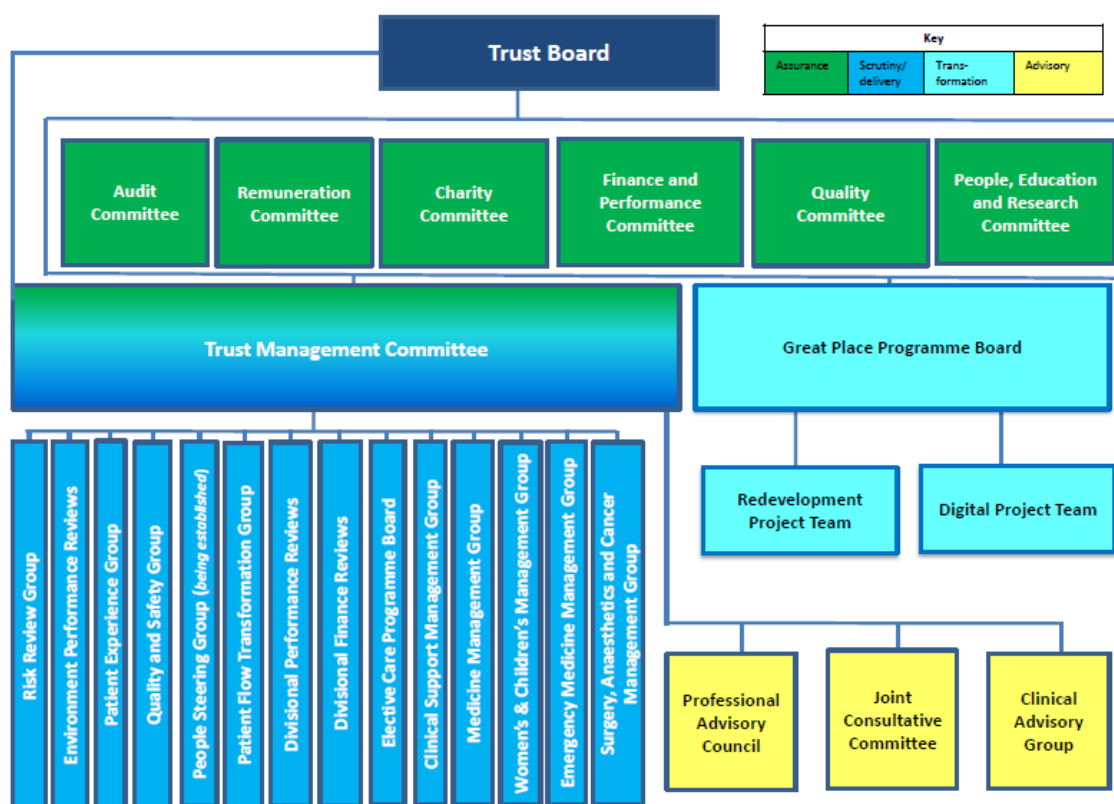 Trust Board
Key
Assurance
Scrutiny/
delivery
Trans-
formation
Advisory
Audit
Committee
Remuneration
Committee
Charity
Committee
Finance and
Performance
Committee
Quality
Committee
People, Education
and Research
Committee
Trust Management Committee
Great Place Programme Board
Risk Review Group
Environment Performance Reviews
Patient Experience Group
Quality and Safety Group
People Steering Group (being established)
Patient Flow Transformation Group
Divisional Performance Reviews
Divisional Finance Reviews
Elective Care Programme Board
Clinical Support Management Group
Medicine Management Group
Women's & Children's Management Group
Emergency Medicine Management Group
Surgery, Anaesthetics and Cancer
Management Group
Redevelopment
Project Team
Digital Project Team
Professional
Advisory
Council
Joint
Consultative
Committee
Clinical
Advisory
Group